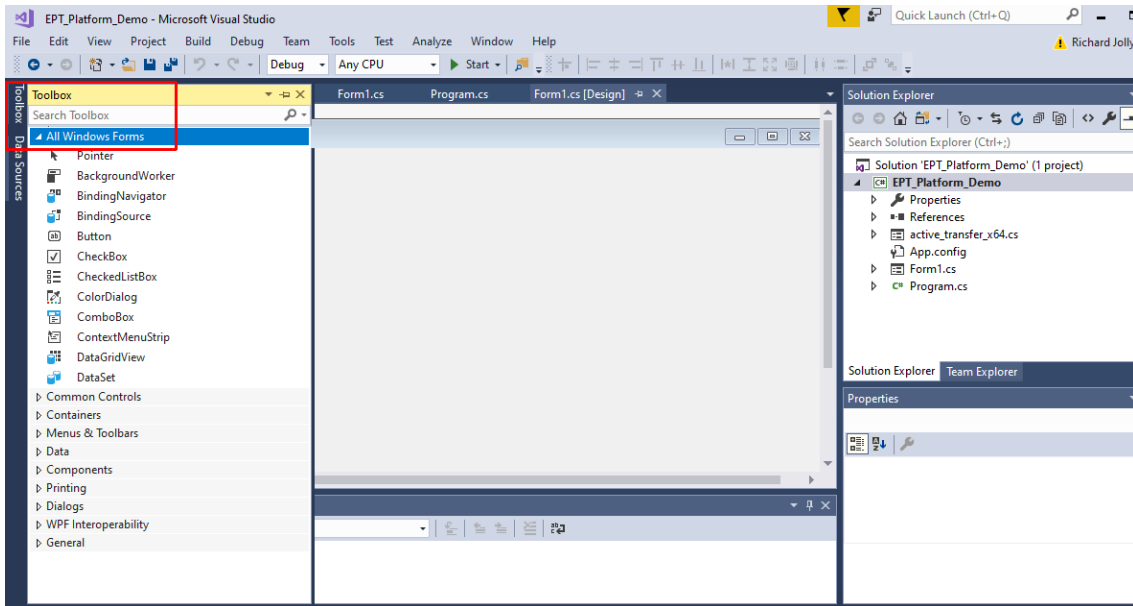 EPT_Platform_Demo - Microsoft Visual Studio
Quick Launch (Ctrl+Q)
File Edit View Project Build Debug Team Tools Test Analyze Window Help
Richard Jolly
Debug Any CPU Start
Toolbox
Data Sources
Toolbox
Search Toolbox
All Windows Forms
Pointer
BackgroundWorker
BindingNavigator
BindingSource
Button
CheckBox
CheckedListBox
ColorDialog
ComboBox
ContextMenuStrip
DataGridView
DataSet
Common Controls
Containers
Menus & Toolbars
Data
Components
Printing
Dialogs
WPF Interoperability
General
Form1.cs Program.cs Form1.cs [Design]
Solution Explorer
Search Solution Explorer (Ctrl+;)
Solution 'EPT_Platform_Demo' (1 project)
C# EPT_Platform_Demo
Properties
References
active_transfer_x64.cs
App.config
Form1.cs
C# Program.cs
Solution Explorer Team Explorer
Properties